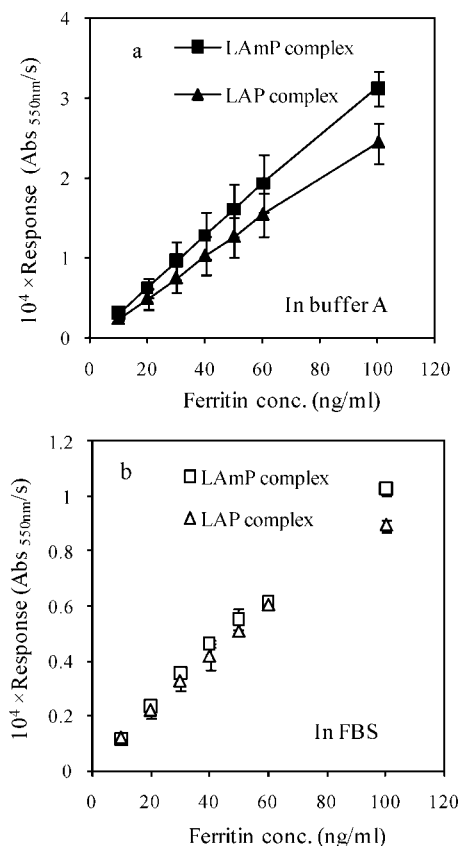 a
LAmP complex
LAP complex
10⁴ × Response (Abs 550nm/s)
4
3
2
1
0
In buffer A
0 20 40 60 80 100 120
Ferritin conc. (ng/ml)
b
LAmP complex
LAP complex
10⁴ × Response (Abs 550nm/s)
1.2
1
0.8
0.6
0.4
0.2
0
In FBS
0 20 40 60 80 100 120
Ferritin conc. (ng/ml)